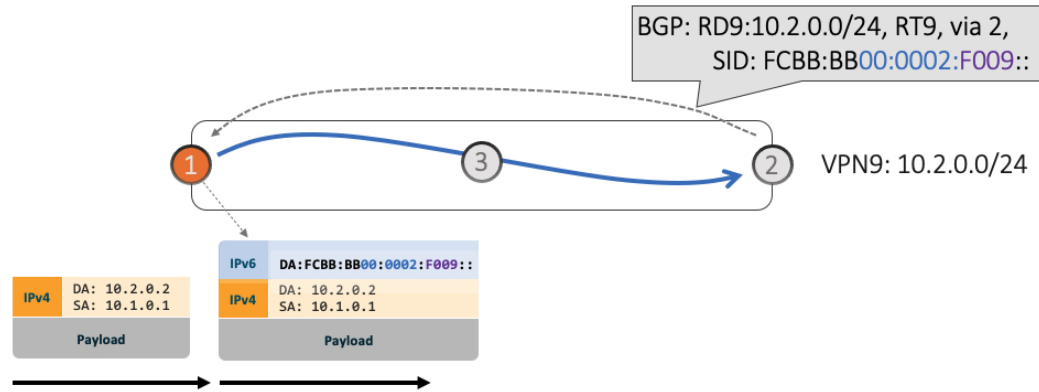 BGP: RD9:10.2.0.0/24, RT9, via 2,
SID: FCBB:BB00:0002:F009::
1
3
2
VPN9: 10.2.0.0/24
IPv6
DA:FCBB:BB00:0002:F009::
IPv4
DA: 10.2.0.2
SA: 10.1.0.1
Payload
IPv4
DA: 10.2.0.2
SA: 10.1.0.1
Payload